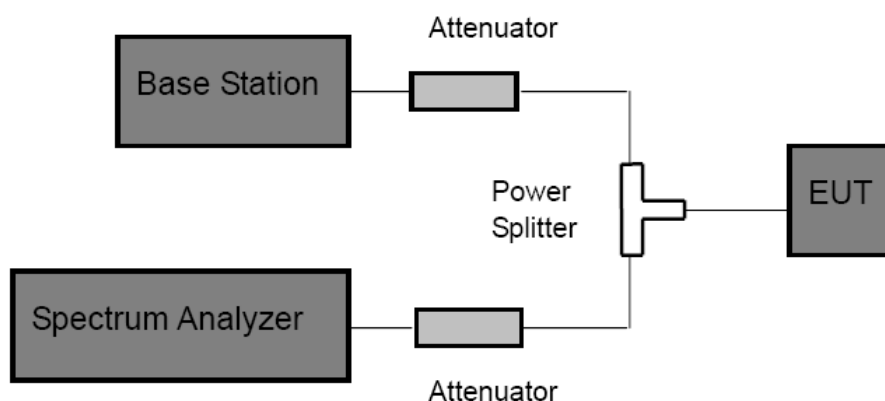 Attenuator
Base Station
Power
Splitter
EUT
Spectrum Analyzer
Attenuator